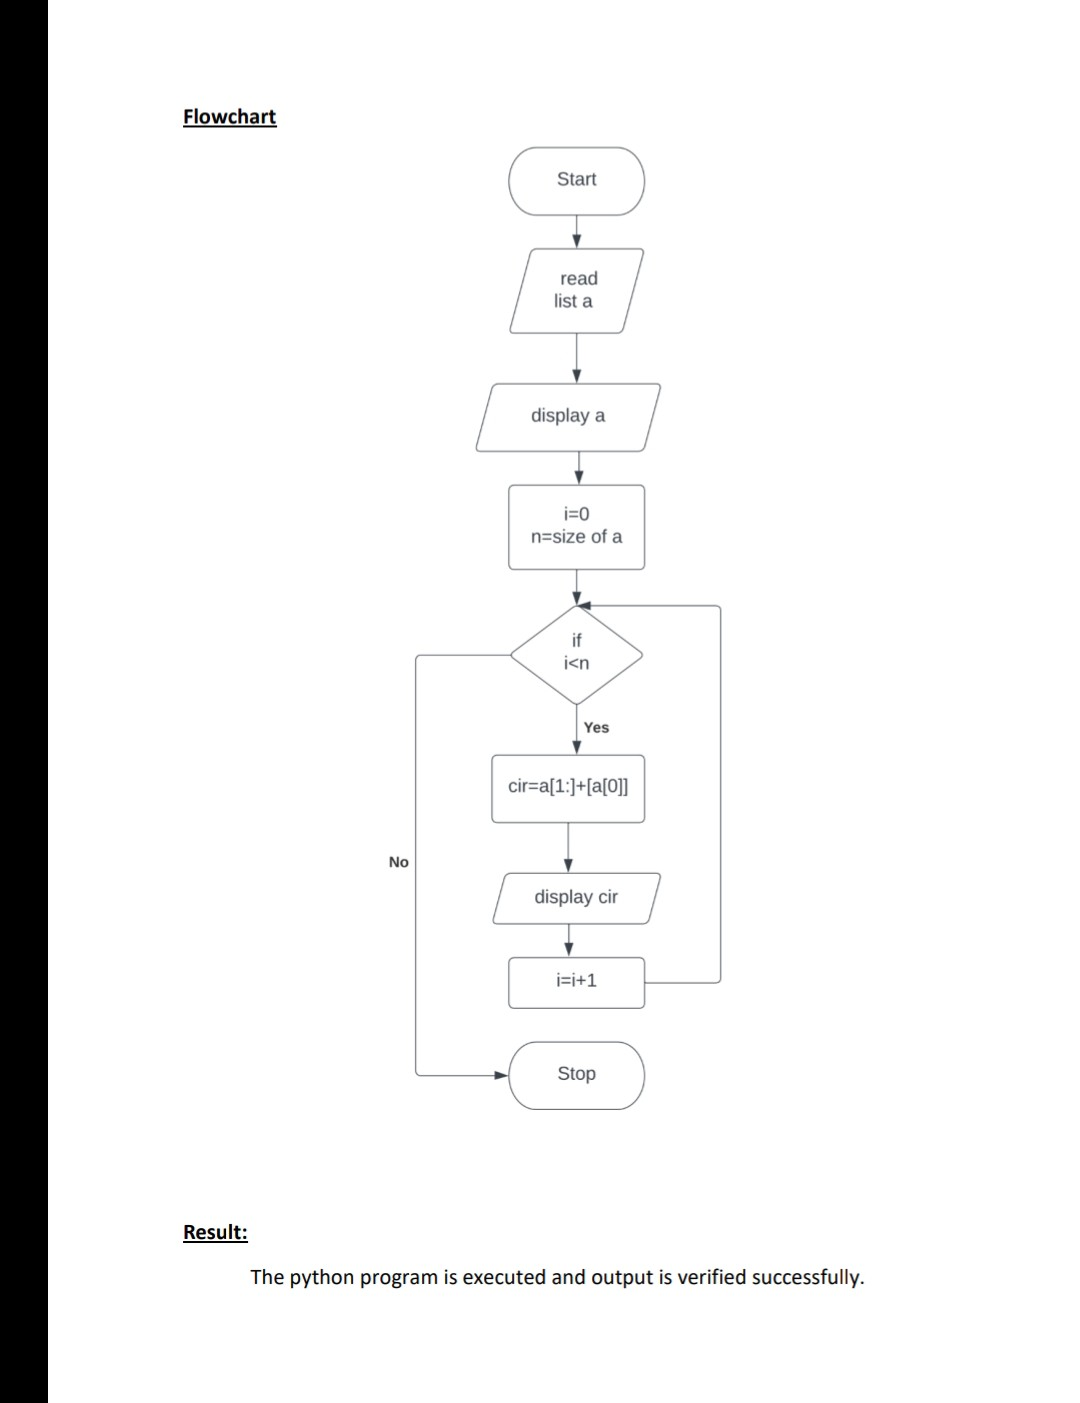 Flowchart
Start
read
list a
display a
i=0
n=size of a
if
i<n
Yes
cir=a[1:]+[a[0]]
No
display cir
i=i+1
Stop
Result:
The python program is executed and output is verified successfully.